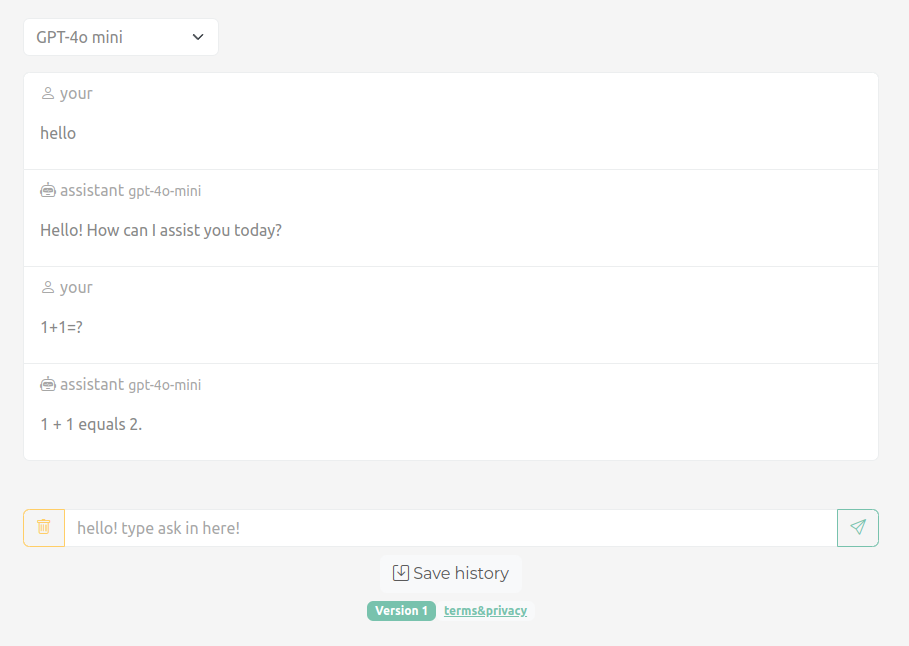 GPT-4o mini
your
hello
assistant gpt-4o-mini
Hello! How can I assist you today?
your
1+1=?
assistant gpt-4o-mini
1 + 1 equals 2.
hello! type ask in here!
Save history
Version 1 terms&privacy